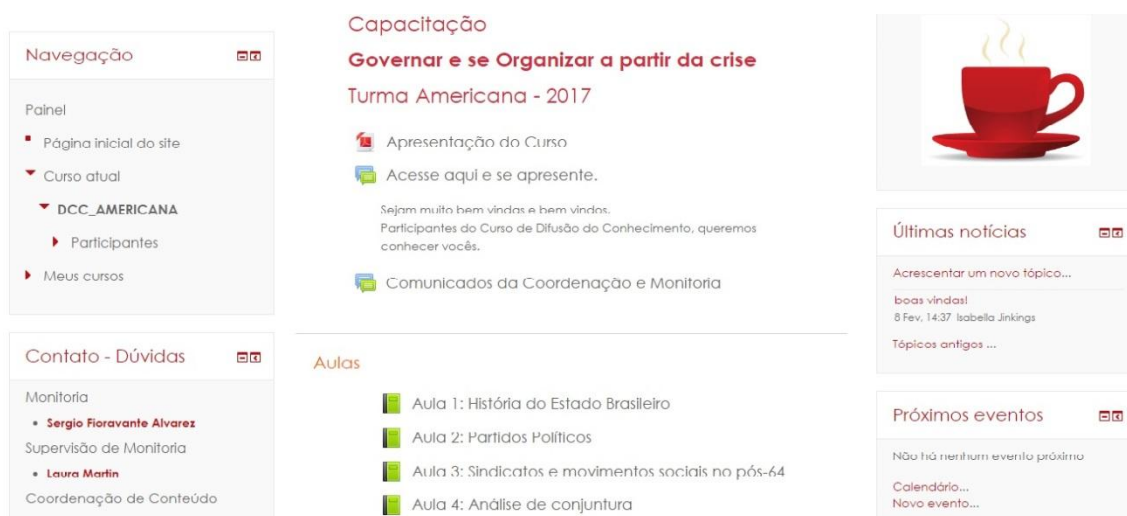 Navegação
Painel
Página inicial do site
Curso atual
DCC_AMERICANA
Participantes
Meus cursos
Contato - Dúvidas
Monitoria
Sergio Fioravante Alvarez
Supervisão de Monitoria
Laura Martin
Coordenação de Conteúdo
Capacitação
Governar e se Organizar a partir da crise
Turma Americana - 2017
Apresentação do Curso
Acesse aqui e se apresente.
Sejam muito bem vindas e bem vindos.
Participantes do Curso de Difusão do Conhecimento, queremos
conhecer vocês.
Comunicados da Coordenação e Monitoria
Aulas
Aula 1: História do Estado Brasileiro
Aula 2: Partidos Políticos
Aula 3: Sindicatos e movimentos sociais no pós-64
Aula 4: Análise de conjuntura
Últimas notícias
Acrescentar um novo tópico...
boas vindas!
8 Fev, 14:37 Isabella Jinkings
Tópicos antigos ...
Próximos eventos
Não há nenhum evento próximo
Calendário...
Novo evento...